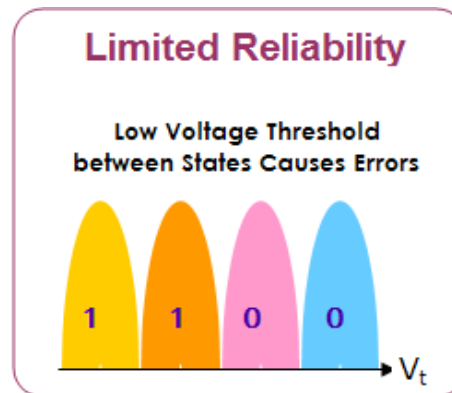 Limited Reliability
Low Voltage Threshold
between States Causes Errors
1 1 0 0
Vt